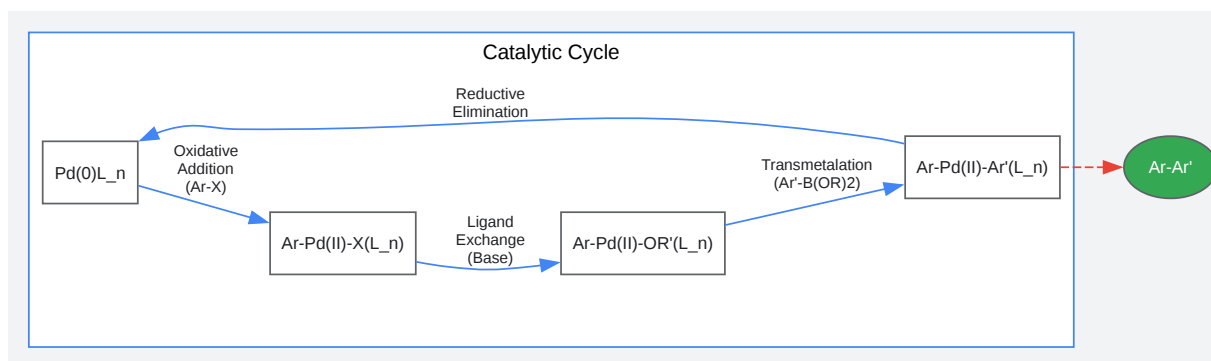 Catalytic Cycle
Reductive
Elimination
Pd(0)L_n
Oxidative
Addition
(Ar-X)
Ar-Pd(II)-X(L_n)
Ligand
Exchange
(Base)
Ar-Pd(II)-OR'(L_n)
Transmetalation
(Ar'-B(OR)2)
Ar-Pd(II)-Ar'(L_n)
Ar-Ar'